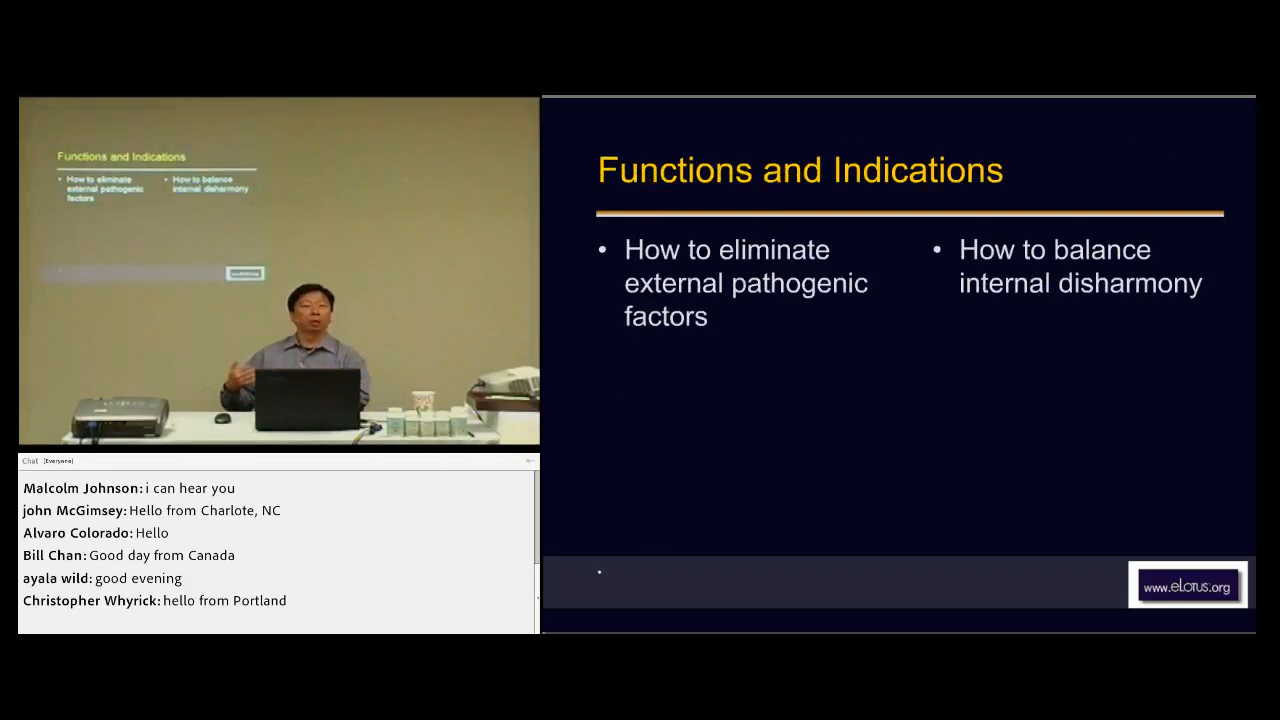 Functions and Indications
• How to eliminate
external pathogenic
factors
• How to balance
internal disharmony
Chat (Everyone)
Malcolm Johnson: i can hear you
john McGimsey: Hello from Charlote, NC
Alvaro Colorado: Hello
Bill Chan: Good day from Canada
ayala wild: good evening
Christopher Whyrick: hello from Portland
Functions and Indications
• How to eliminate
external pathogenic
factors
• How to balance
internal disharmony
www.eLotus.org